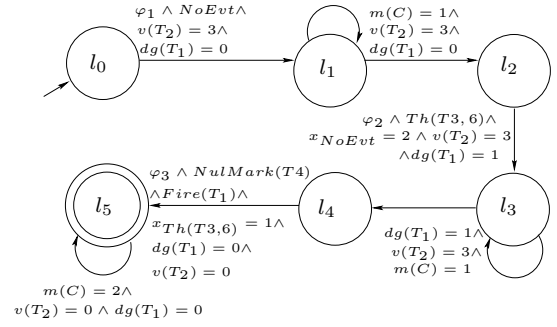 φ₁ ∧ NoEvt∧
v(T₂) = 3∧
dg(T₁) = 0
m(C) = 1∧
v(T₂) = 3∧
dg(T₁) = 0
l₀
l₁
l₂
φ₂ ∧ Th(T3, 6)∧
x_NoEvt = 2 ∧ v(T₂) = 3
∧dg(T₁) = 1
φ₃ ∧ NulMark(T4)
∧Fire(T₁)∧
x_Th(T3,6) = 1∧
dg(T₁) = 0∧
v(T₂) = 0
l₅
l₄
l₃
dg(T₁) = 1∧
v(T₂) = 3∧
m(C) = 1
m(C) = 2∧
v(T₂) = 0 ∧ dg(T₁) = 0